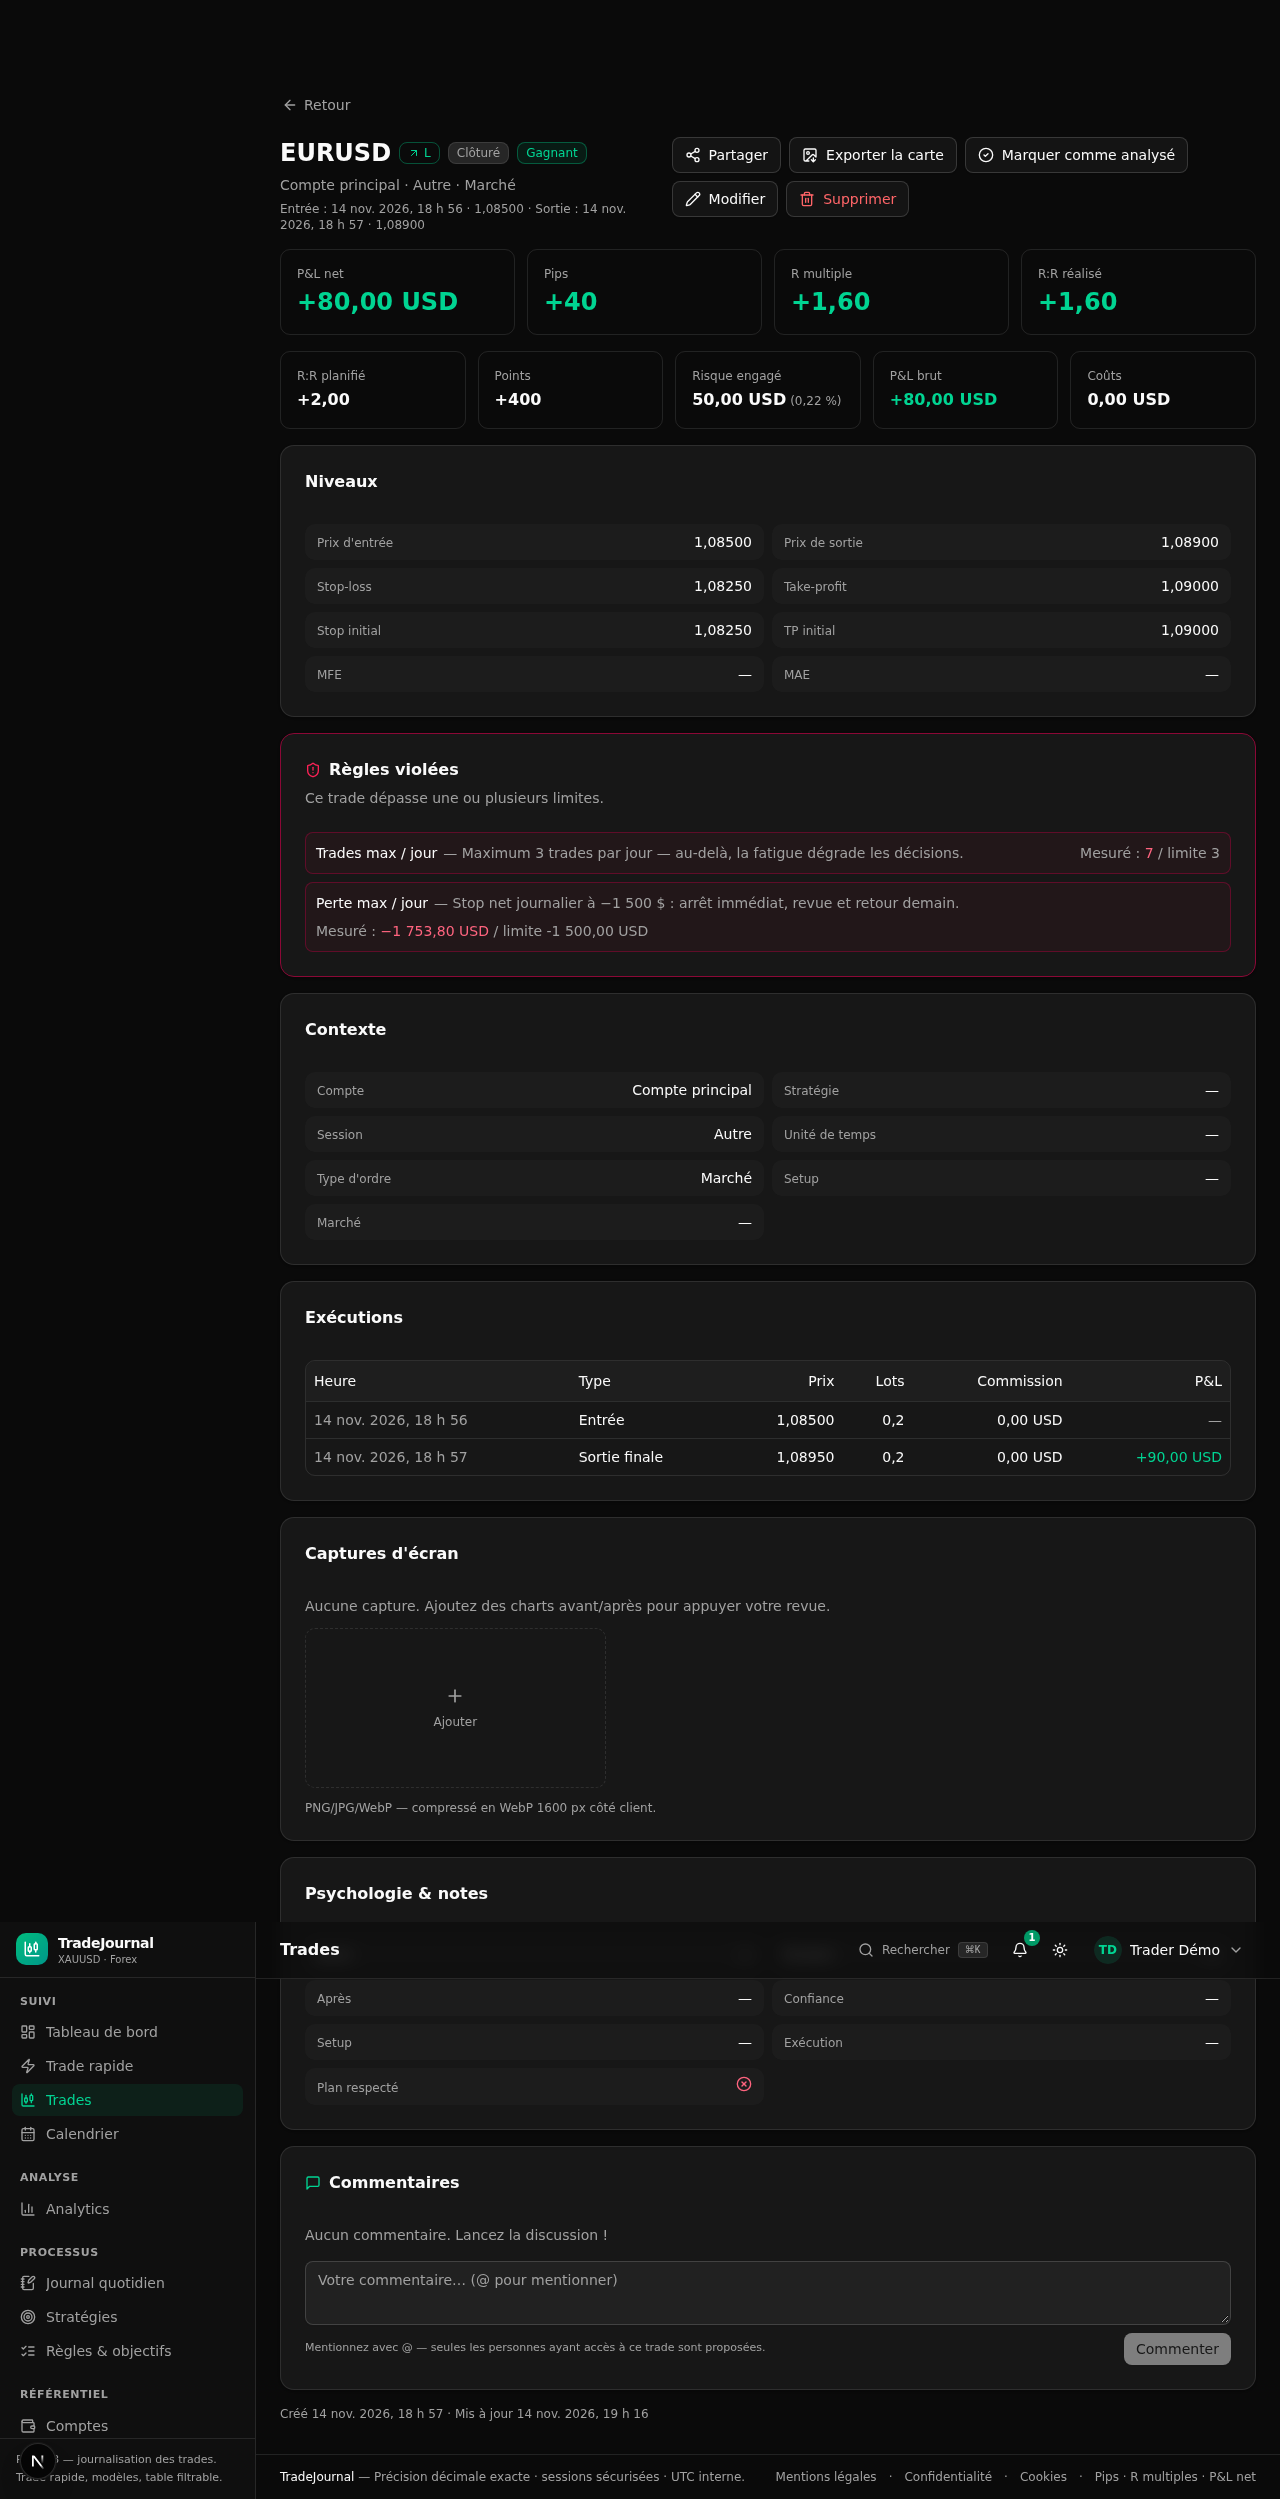 Retour
EURUSD L Clôturé Gagnant
Partager Exporter la carte Marquer comme analysé
Compte principal · Autre · Marché
Modifier Supprimer
Entrée : 14 nov. 2026, 18 h 56 · 1,08500 · Sortie : 14 nov.
2026, 18 h 57 · 1,08900
P&L net Pips R multiple R:R réalisé
+80,00 USD +40 +1,60 +1,60
R:R planifié Points Risque engagé P&L brut Coûts
+2,00 +400 50,00 USD (0,22 %) +80,00 USD 0,00 USD
Niveaux
Prix d'entrée 1,08500 Prix de sortie 1,08900
Stop-loss 1,08250 Take-profit 1,09000
Stop initial 1,08250 TP initial 1,09000
MFE — MAE —
Règles violées
Ce trade dépasse une ou plusieurs limites.
Trades max / jour — Maximum 3 trades par jour — au-delà, la fatigue dégrade les décisions. Mesuré : 7 / limite 3
Perte max / jour — Stop net journalier à −1 500 $ : arrêt immédiat, revue et retour demain.
Mesuré : −1 753,80 USD / limite -1 500,00 USD
Contexte
Compte Compte principal Stratégie —
Session Autre Unité de temps —
Type d'ordre Marché Setup —
Marché —
Exécutions
Heure Type Prix Lots Commission P&L
14 nov. 2026, 18 h 56 Entrée 1,08500 0,2 0,00 USD —
14 nov. 2026, 18 h 57 Sortie finale 1,08950 0,2 0,00 USD +90,00 USD
Captures d'écran
Aucune capture. Ajoutez des charts avant/après pour appuyer votre revue.
Ajouter
PNG/JPG/WebP — compressé en WebP 1600 px côté client.
Psychologie & notes
TradeJournal
XAUUSD · Forex
Trades Rechercher ⌘K 1 TD Trader Démo
SUIVI
Tableau de bord
Trade rapide
Trades
Calendrier
ANALYSE
Analytics
PROCESSUS
Journal quotidien
Stratégies
Règles & objectifs
RÉFÉRENTIEL
Comptes
— journalisation des trades.
rapide, modèles, table filtrable.
N
Après — Confiance —
Setup — Exécution —
Plan respecté
Commentaires
Aucun commentaire. Lancez la discussion !
Votre commentaire… (@ pour mentionner)
Mentionnez avec @ — seules les personnes ayant accès à ce trade sont proposées.
Commenter
Créé 14 nov. 2026, 18 h 57 · Mis à jour 14 nov. 2026, 19 h 16
TradeJournal — Précision décimale exacte · sessions sécurisées · UTC interne. Mentions légales · Confidentialité · Cookies · Pips · R multiples · P&L net